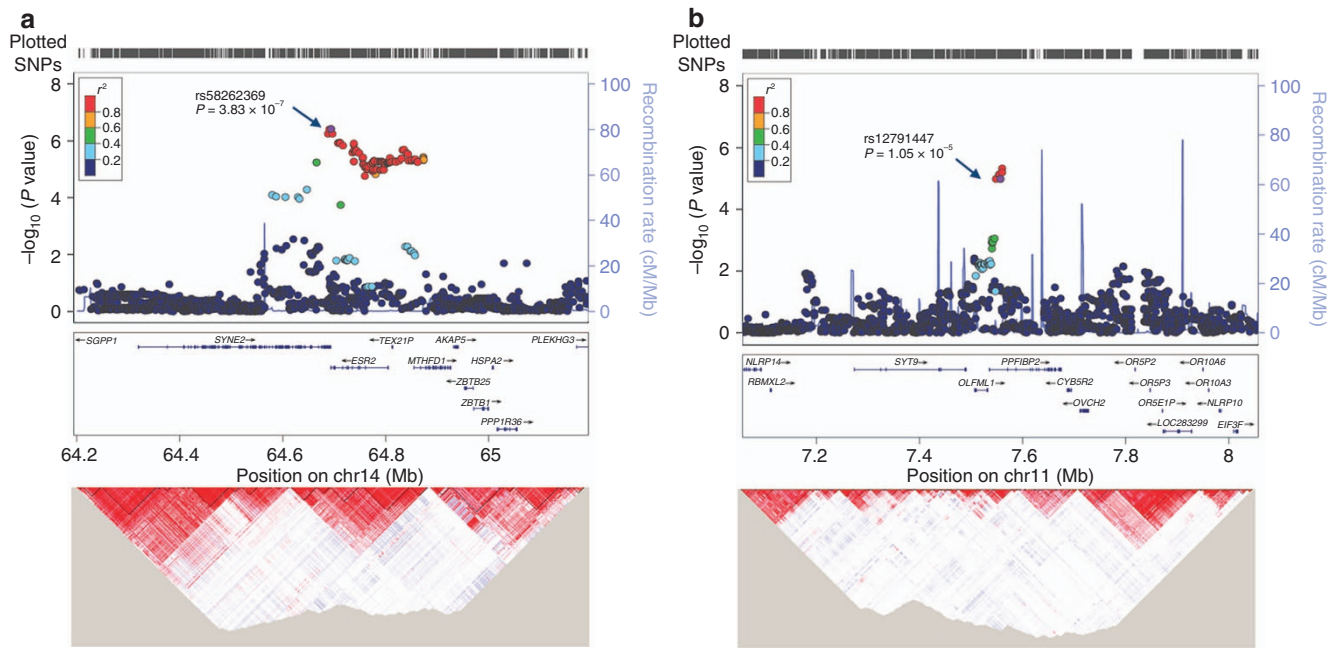 a
Plotted
SNPs
8
6
4
2
0
–log₁₀ (P value)
r²
0.8
0.6
0.4
0.2
rs58262369
P = 3.83 × 10⁻⁷
100
80
60
40
20
0
Recombination rate (cM/Mb)
←SGPP1
SYNE2→
←TEX21P
AKAP5→
PLEKHG3→
←ESR2
MTHFD1→
HSPA2→
←ZBTB25
ZBTB1→
PPP1R36→
64.2
64.4
64.6
64.8
65
Position on chr14 (Mb)
b
Plotted
SNPs
8
6
4
2
0
–log₁₀ (P value)
r²
0.8
0.6
0.4
0.2
rs12791447
P = 1.05 × 10⁻⁵
100
80
60
40
20
0
Recombination rate (cM/Mb)
NLRP14→
SYT9→
PPFIBP2→
←OR5P2
←OR10A6
RBMXL2→
OLFML1→
←CYB5R2
←OR5P3
←OR10A3
←OVCH2
OR5E1P→
←NLRP10
←LOC283299
EIF3F→
7.2
7.4
7.6
7.8
8
Position on chr11 (Mb)